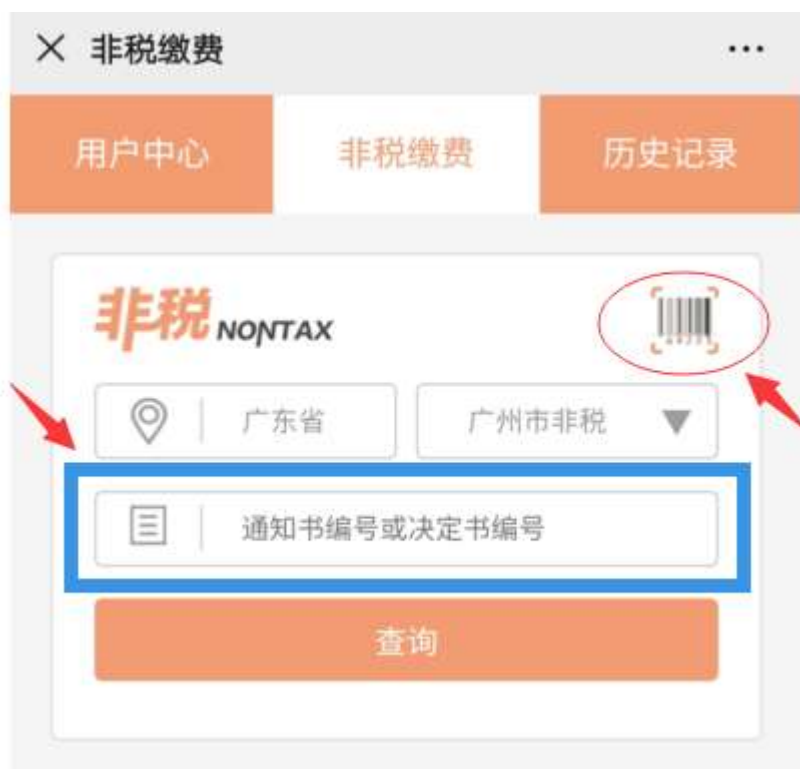 非税缴费
用户中心 非税缴费 历史记录
非税 NONTAX
广东省 广州市非税
通知书编号或决定书编号
查询